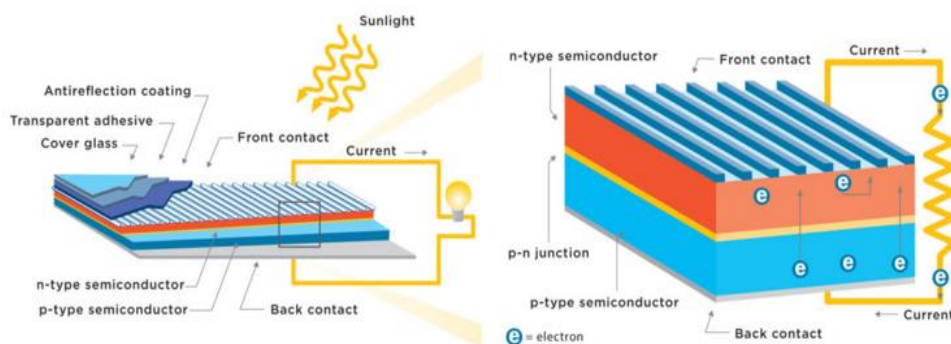 Sunlight
Antireflection coating
Transparent adhesive
Cover glass
Front contact
Current
n-type semiconductor
p-type semiconductor
Back contact
n-type semiconductor
Front contact
Current
e
e
e
e
e
e
e
p-n junction
p-type semiconductor
Back contact
Current
e = electron